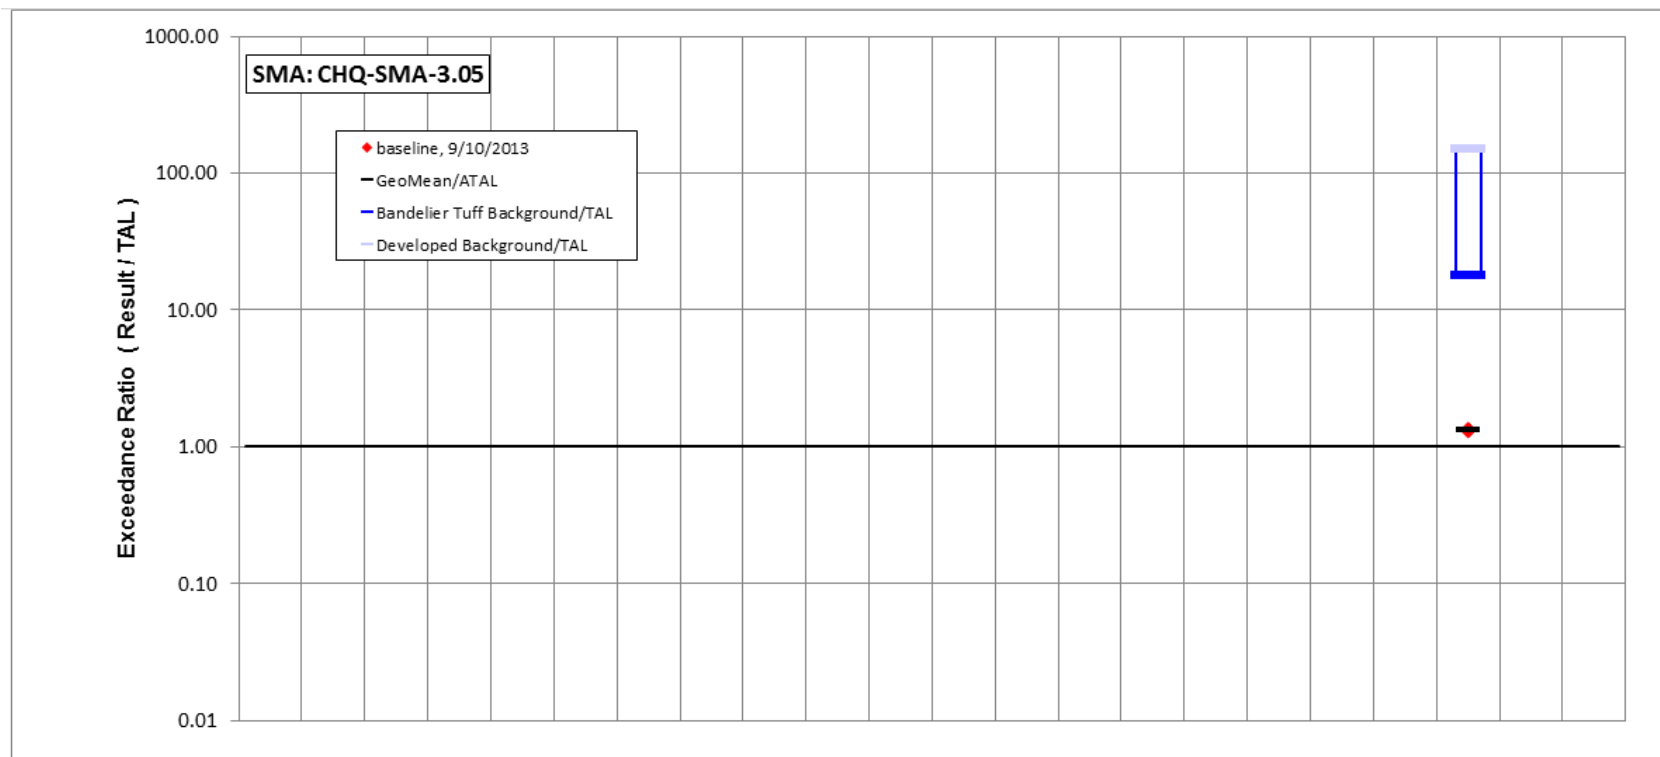 1000.00
SMA: CHQ-SMA-3.05
baseline, 9/10/2013
GeoMean/ATAL
Bandelier Tuff Background/TAL
Developed Background/TAL
100.00
10.00
1.00
0.10
0.01
Exceedance Ratio ( Result / TAL )